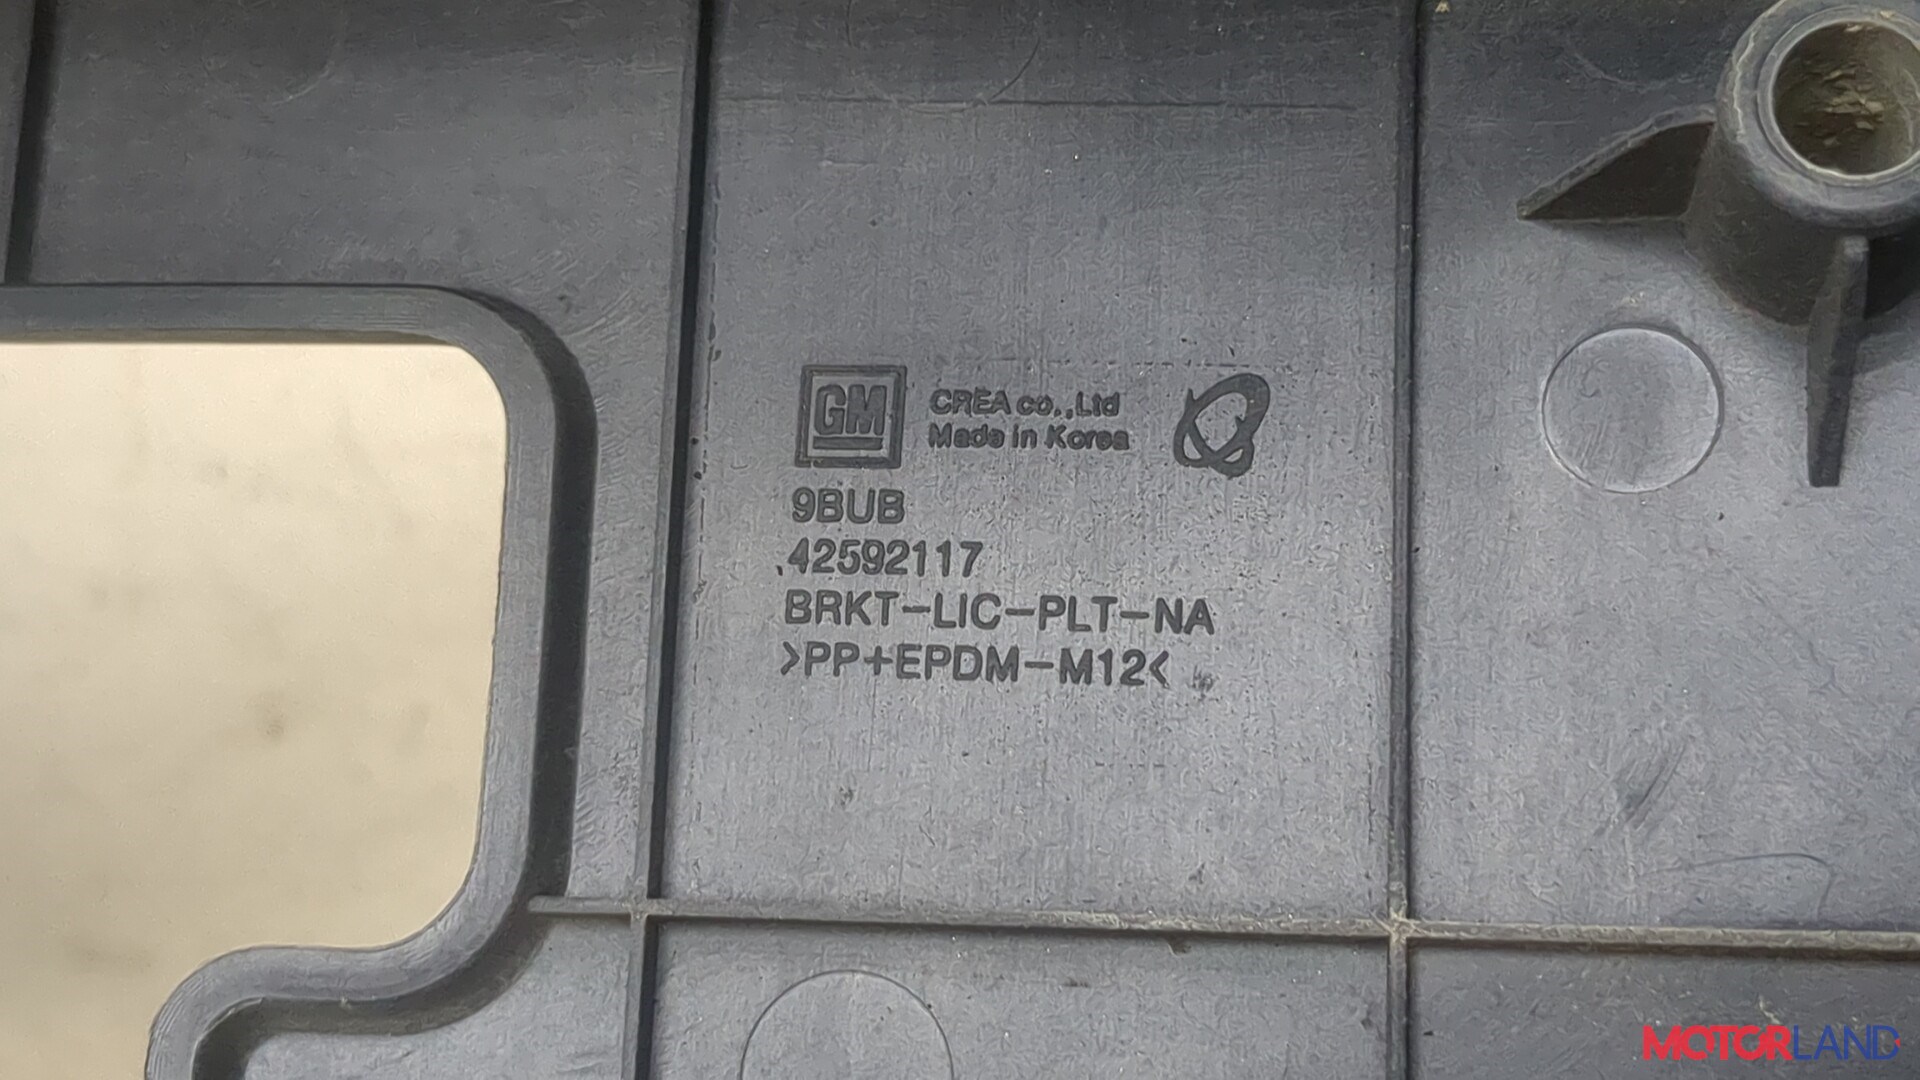 GM
CREA co.,Ltd
Made in Korea
9BUB
42592117
BRKT-LIC-PLT-NA
>PP+EPDM-M12<
MOTORLAND